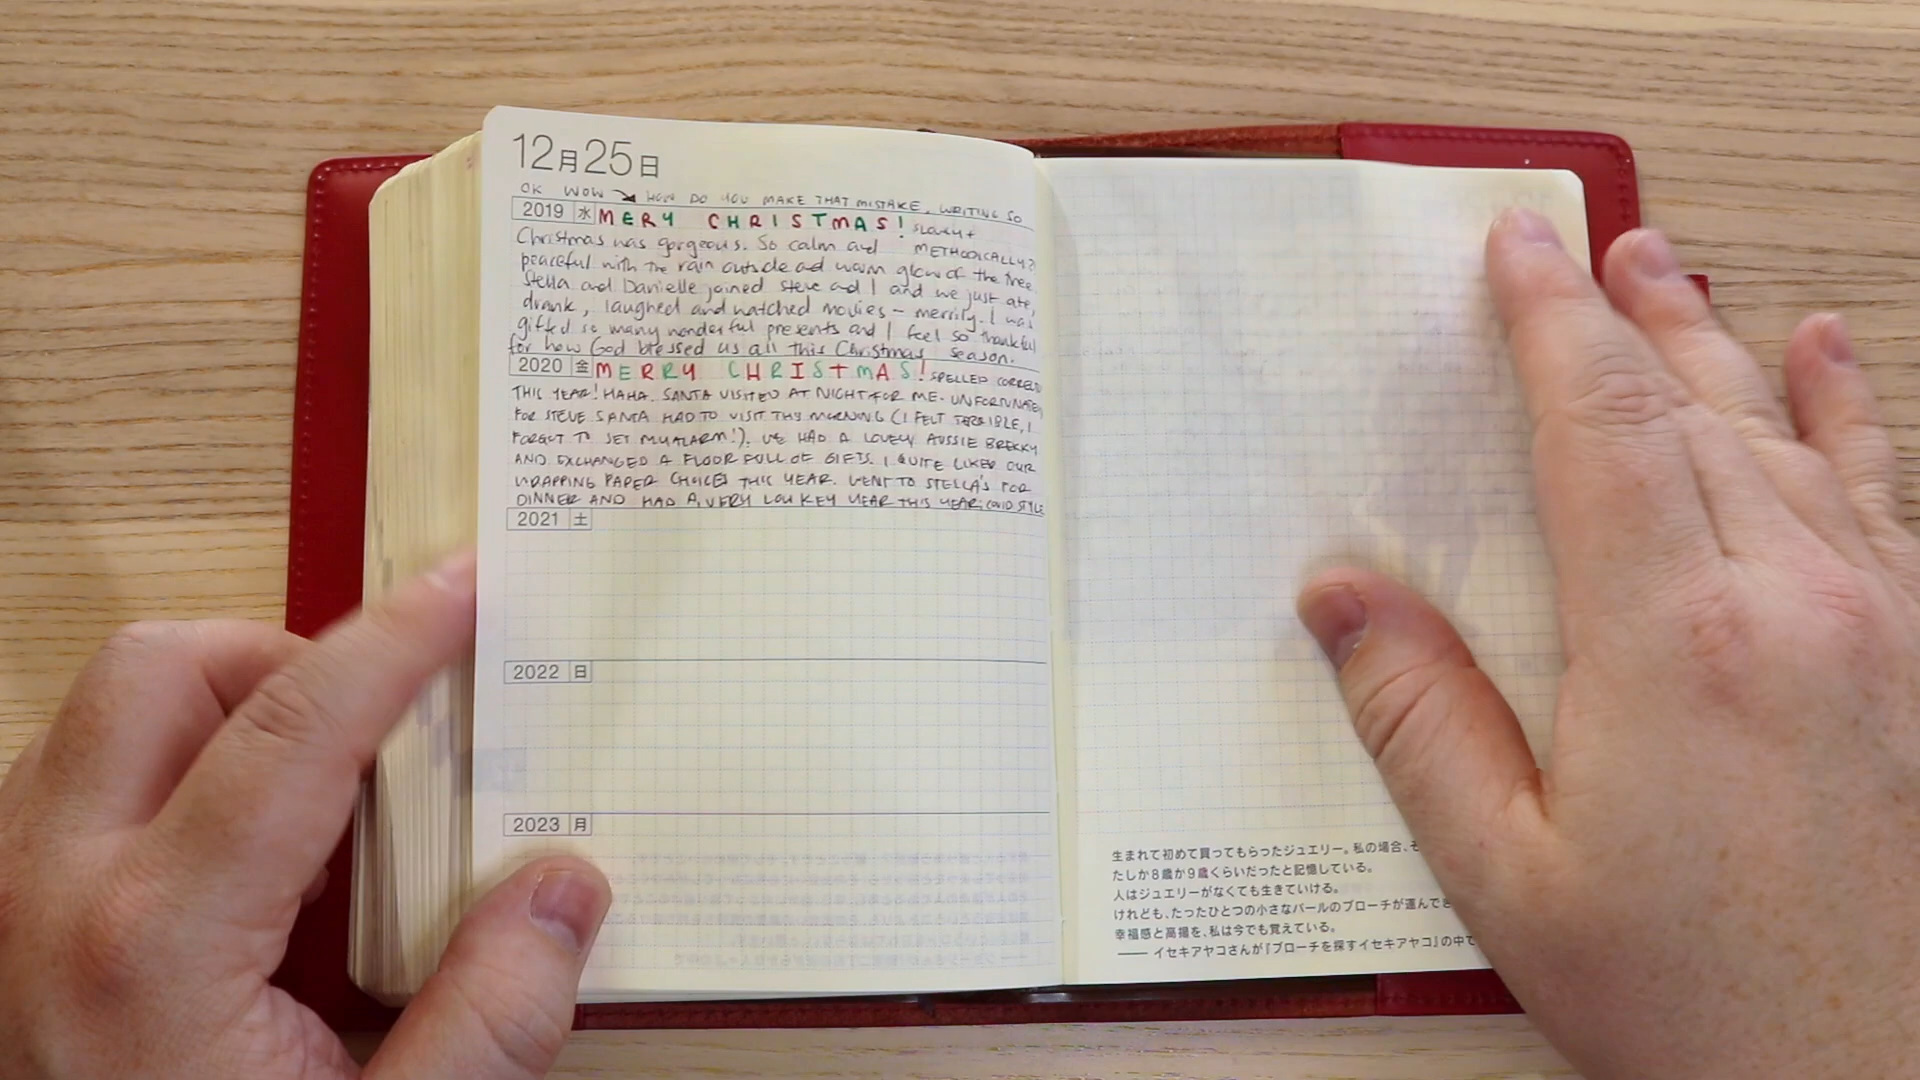 12月25日
OK WOW → HOW DO YOU MAKE THAT MISTAKE, WRITING SO
2019 水 MERY CHRISTMAS! SLOWLY +
METHODICALLY?
Christmas was gorgeous. So calm and
peaceful with the rain outside and warm glow of the tree
Stella and Danielle joined Steve and I and we just ate,
drank, laughed and watched movies - merrily. I was
gifted so many wonderful presents and I feel so thankful
for how God blessed us all this Christmas season.
2020 金 MERRY CHRISTMAS! SPELLED CORRECTL
THIS YEAR! HAHA. SANTA VISITED AT NIGHT FOR ME. UNFORTUNATE
FOR STEVE SANTA HAD TO VISIT THIS MORNING (I FELT TERRIBLE, I
FORGOT TO SET MY ALARM!). WE HAD A LOVELY AUSSIE BREKKY
AND EXCHANGED A FLOOR FULL OF GIFTS. I QUITE LIKED OUR
WRAPPING PAPER CHOICES THIS YEAR. WENT TO STELLA'S FOR
DINNER AND HAD A VERY LOW KEY YEAR THIS YEAR; COVID STYLE
2021 土
2022 日
2023 月
生まれて初めて買ってもらったジュエリー。私の場合、そ
たしか8歳か9歳くらいだったと記憶している。
人はジュエリーがなくても生きていける。
けれども、たったひとつの小さなパールのブローチが運んでき
幸福感と高揚を、私は今でも覚えている。
—— イセキアヤコさんが『ブローチを探すイセキアヤコ』の中で